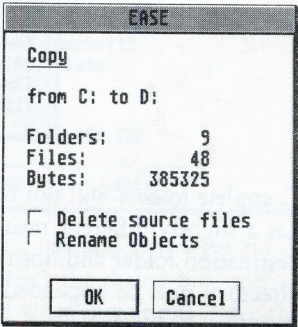 EASE
Copy
from C: to D:
Folders: 9
Files: 48
Bytes: 385325
Delete source files
Rename Objects
OK Cancel